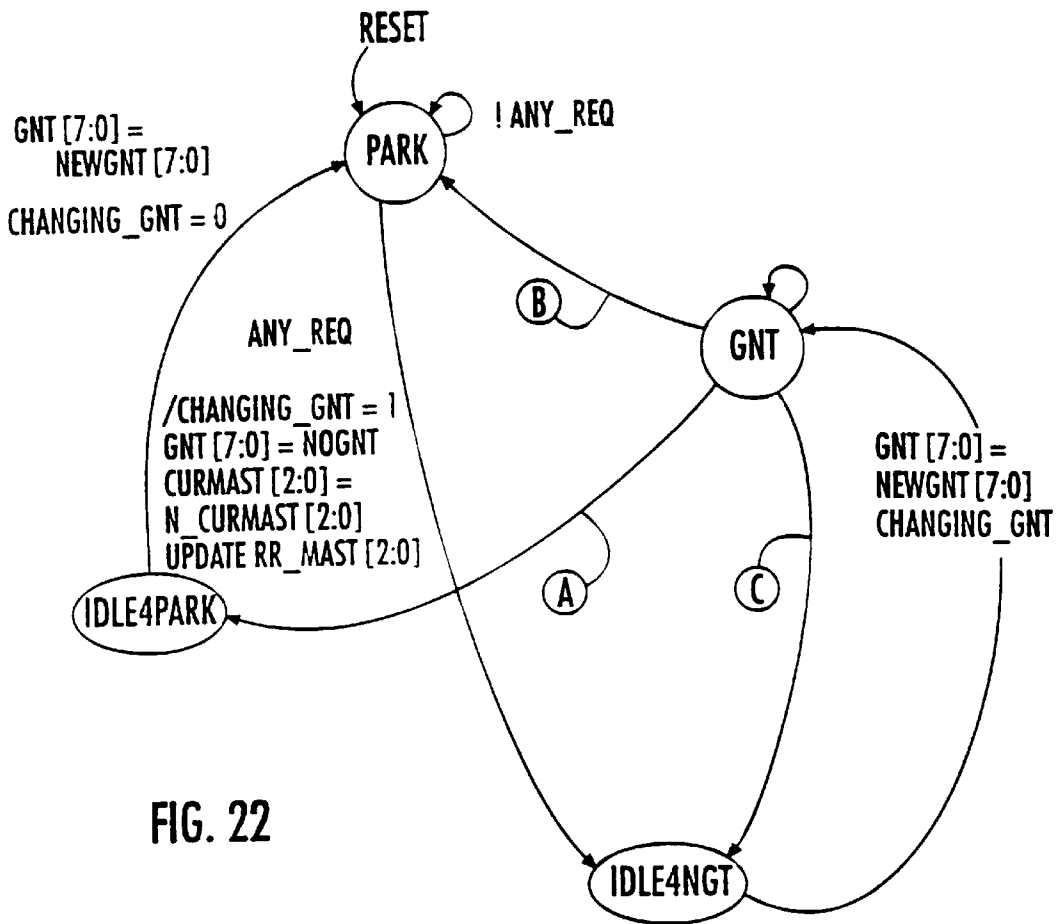 RESET
! ANY_REQ
PARK
GNT [7:0] =
NEWGNT [7:0]
CHANGING_GNT = 0
B
GNT
ANY_REQ
/CHANGING_GNT = 1
GNT [7:0] = NOGNT
CURMAST [2:0] =
N_CURMAST [2:0]
UPDATE RR_MAST [2:0]
GNT [7:0] =
NEWGNT [7:0]
CHANGING_GNT
A
C
IDLE4PARK
FIG. 22
IDLE4NGT